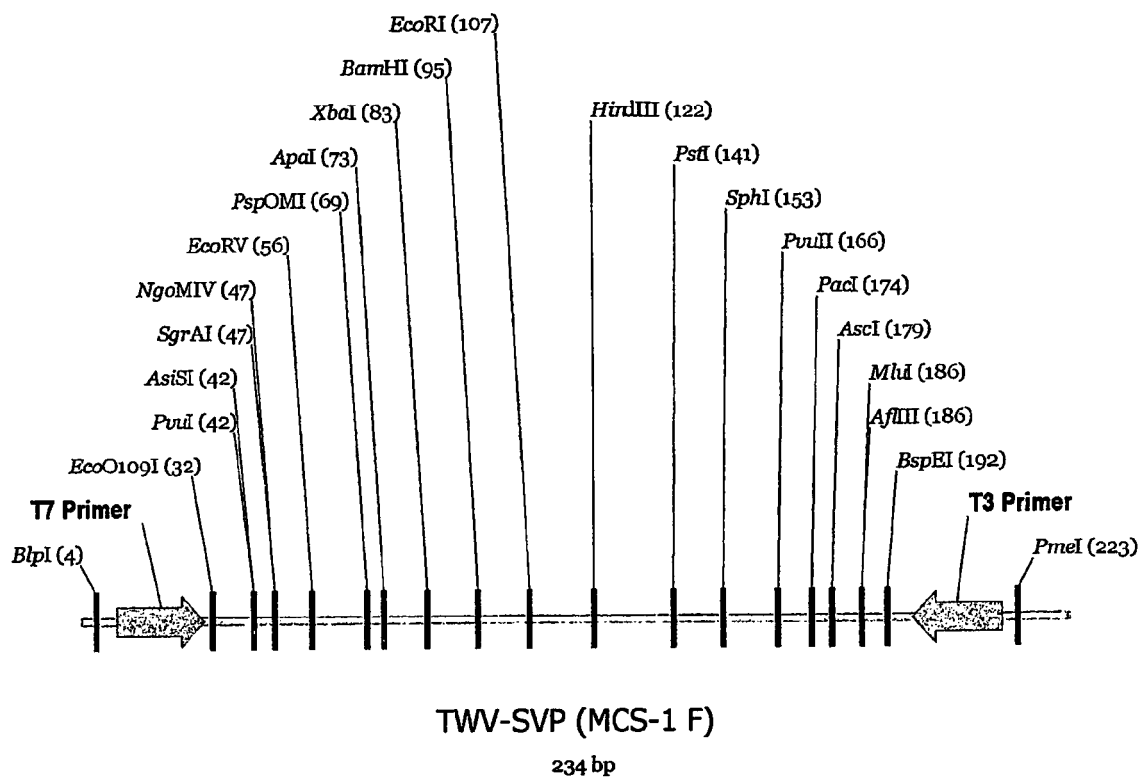 EcoRI (107)
BamHI (95)
XbaI (83)
HindIII (122)
ApaI (73)
PstI (141)
PspOMI (69)
SphI (153)
EcoRV (56)
PvuII (166)
NgoMIV (47)
PacI (174)
SgrAI (47)
AscI (179)
AsiSI (42)
MluI (186)
PvuI (42)
AflIII (186)
EcoO109I (32)
BspEI (192)
T7 Primer
T3 Primer
BlpI (4)
PmeI (223)
TWV-SVP (MCS-1 F)
234 bp